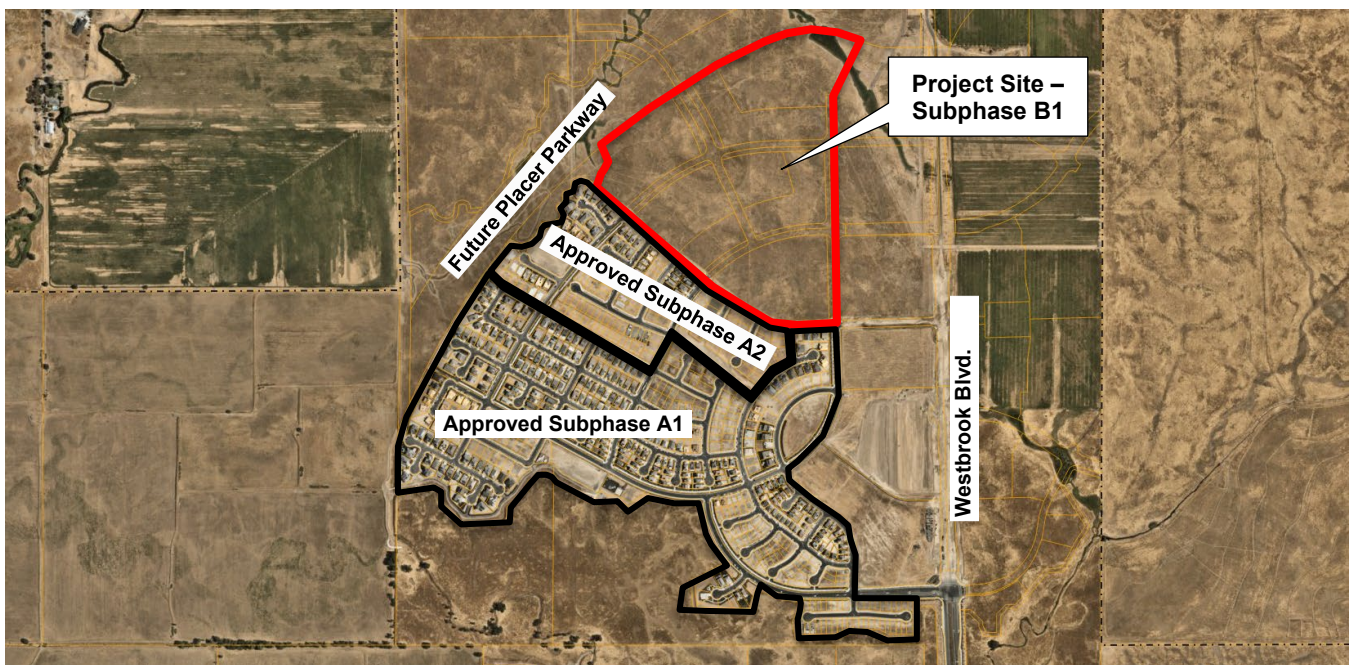 Project Site –
Subphase B1
Future Placer Parkway
Approved Subphase A2
Approved Subphase A1
Westbrook Blvd.